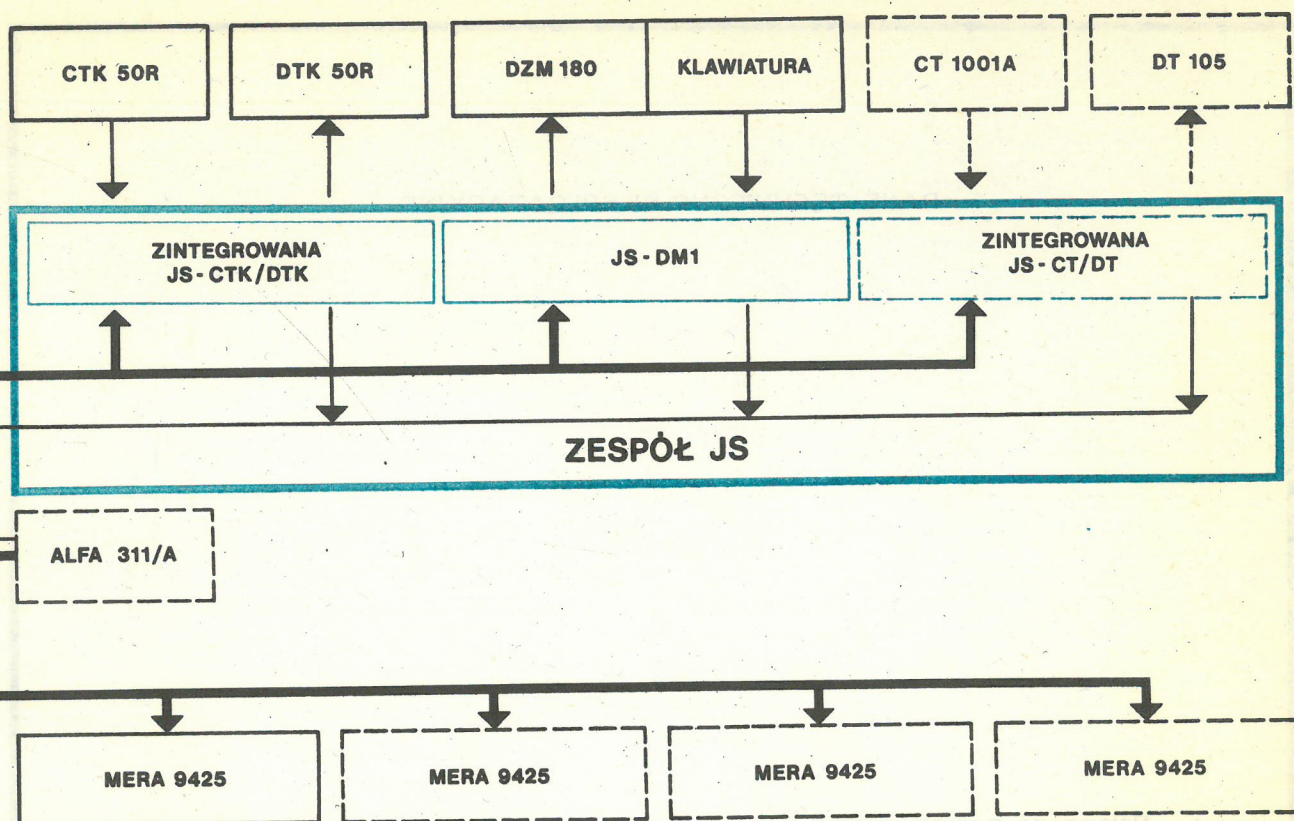 CTK 50R
DTK 50R
DZM 180
KLAWIATURA
CT 1001A
DT 105
ZINTEGROWANA
JS-CTK/DTK
JS-DM1
ZINTEGROWANA
JS-CT/DT
ZESPÓŁ JS
ALFA 311/A
MERA 9425
MERA 9425
MERA 9425
MERA 9425